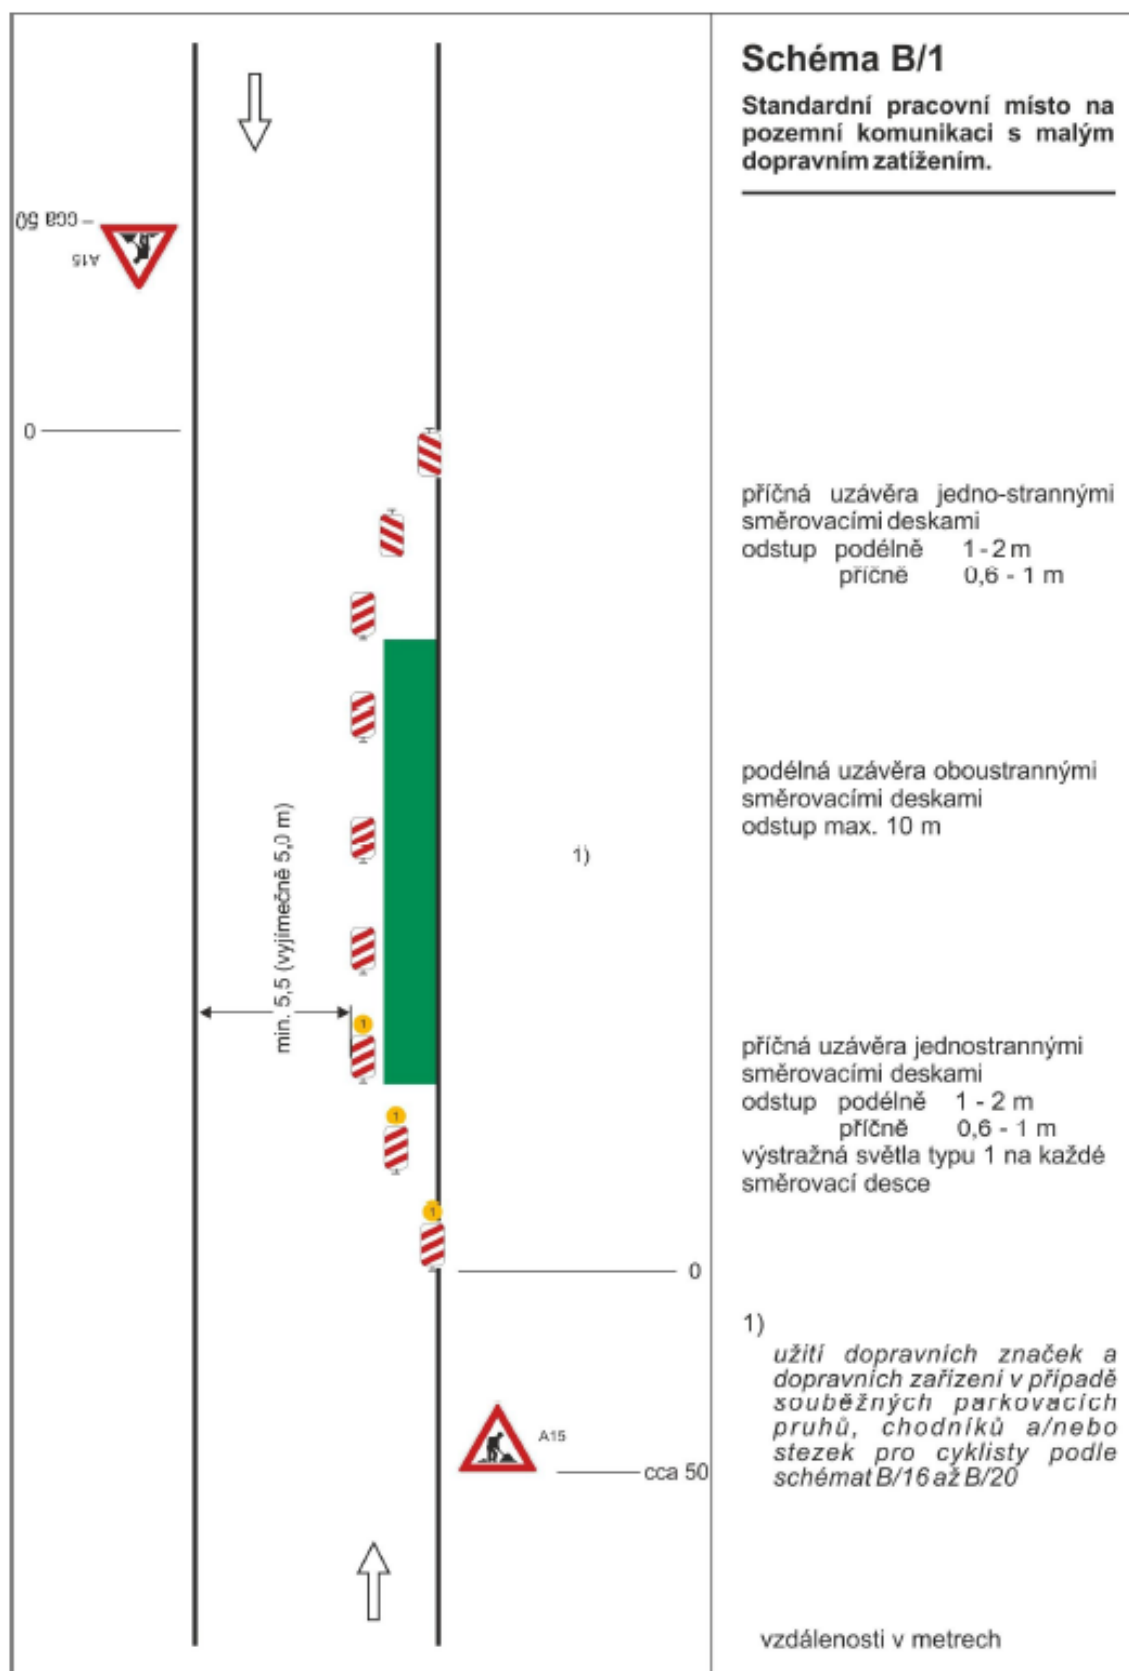 Schéma B/1
Standardní pracovní místo na
pozemní komunikaci s malým
dopravním zatížením.
cca 50
A15
0
příčná uzávěra jedno-strannými
směrovacími deskami
odstup podélně 1 - 2 m
příčně 0,6 - 1 m
podélná uzávěra oboustrannými
směrovacími deskami
odstup max. 10 m
min. 5,5 (vyjímečně 5,0 m)
1)
1
1
1
příčná uzávěra jednostrannými
směrovacími deskami
odstup podélně 1 - 2 m
příčně 0,6 - 1 m
výstražná světla typu 1 na každé
směrovací desce
0
A15
cca 50
1)
užití dopravních značek a
dopravních zařízení v případě
souběžných parkovacích
pruhů, chodníků a/nebo
stezek pro cyklisty podle
schémat B/16 až B/20
vzdálenosti v metrech